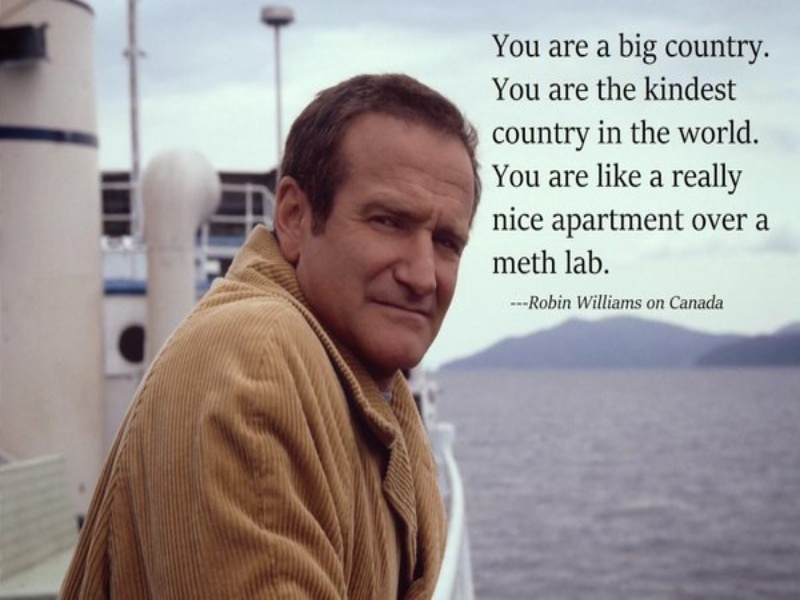 You are a big country.
You are the kindest
country in the world.
You are like a really
nice apartment over a
meth lab.
---Robin Williams on Canada